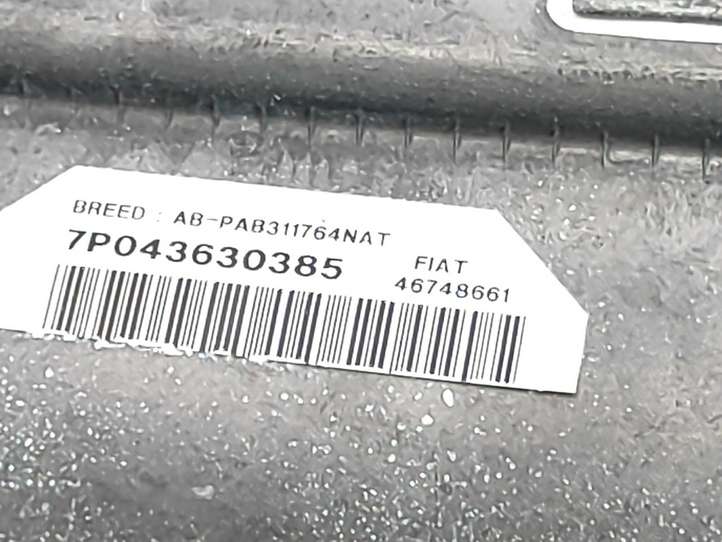 BREED : AB-PAB311764NAT
7P043630385
FIAT
46748661